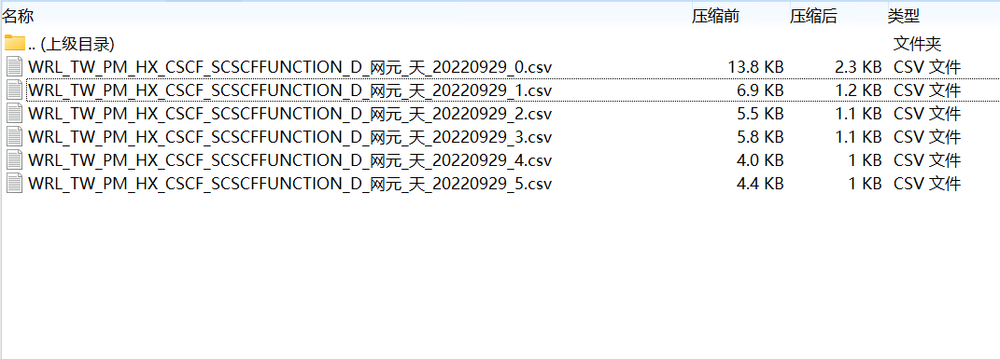 名称 压缩前 压缩后 类型
.. (上级目录) 文件夹
WRL_TW_PM_HX_CSCF_SCSCFFUNCTION_D_网元_天_20220929_0.csv 13.8 KB 2.3 KB CSV 文件
WRL_TW_PM_HX_CSCF_SCSCFFUNCTION_D_网元_天_20220929_1.csv 6.9 KB 1.2 KB CSV 文件
WRL_TW_PM_HX_CSCF_SCSCFFUNCTION_D_网元_天_20220929_2.csv 5.5 KB 1.1 KB CSV 文件
WRL_TW_PM_HX_CSCF_SCSCFFUNCTION_D_网元_天_20220929_3.csv 5.8 KB 1.1 KB CSV 文件
WRL_TW_PM_HX_CSCF_SCSCFFUNCTION_D_网元_天_20220929_4.csv 4.0 KB 1 KB CSV 文件
WRL_TW_PM_HX_CSCF_SCSCFFUNCTION_D_网元_天_20220929_5.csv 4.4 KB 1 KB CSV 文件